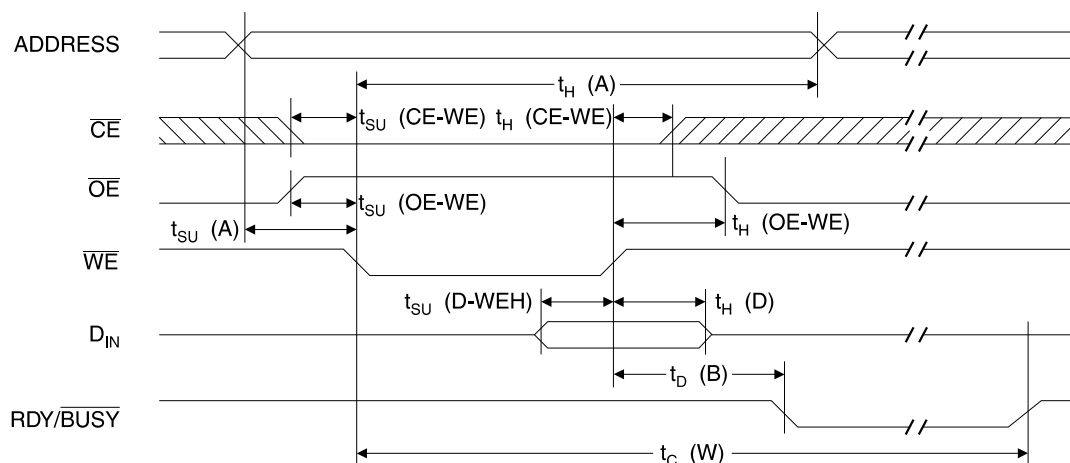 ADDRESS
t_H (A)
CE
t_SU (CE-WE) t_H (CE-WE)
OE
t_SU (OE-WE)
t_SU (A)
t_H (OE-WE)
WE
t_SU (D-WEH)
t_H (D)
D_IN
t_D (B)
RDY/BUSY
t_C (W)